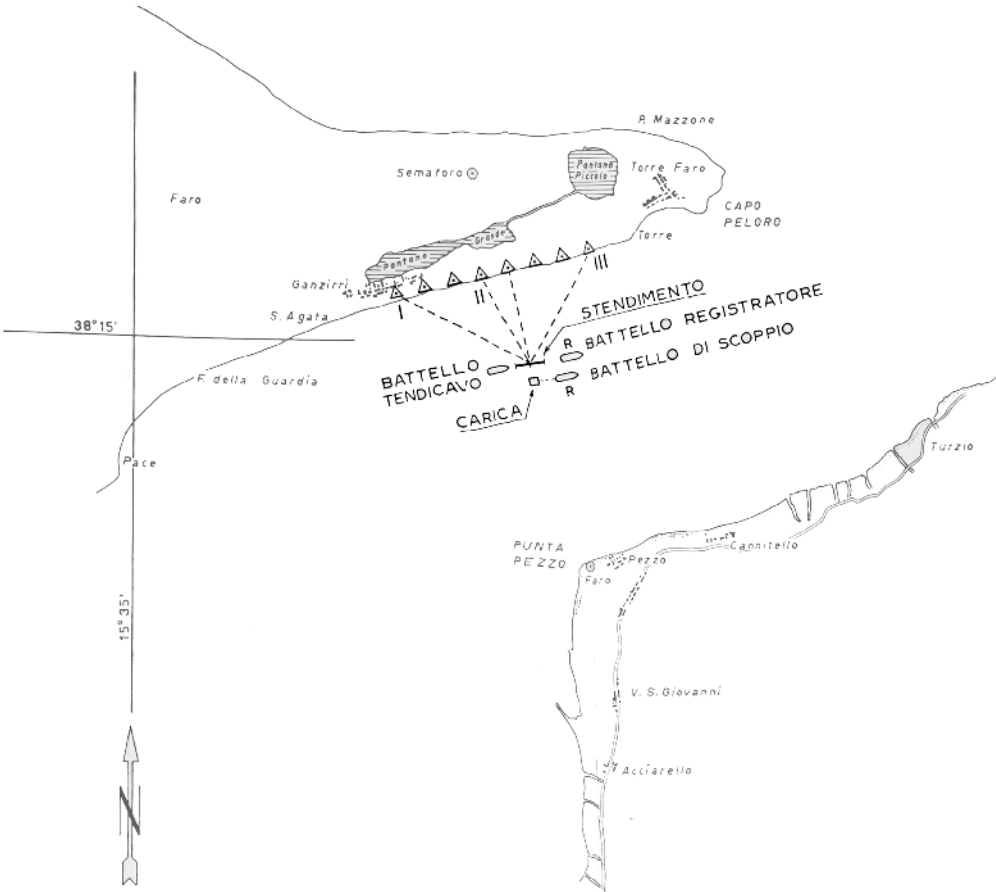 P. Mazzone
Semaforo
Pantano
Piccolo
Torre Faro
Faro
CAPO
PELORO
Torre
Pantano Grande
Ganzirri
III
II
I
STENDIMENTO
S. Agata
38°15'
R BATTELLO REGISTRATORE
BATTELLO
TENDICAVO
R BATTELLO DI SCOPPIO
F. della Guardia
CARICA
Pace
Turzio
PUNTA
PEZZO
Cannitello
Pezzo
Faro
15°35'
V. S. Giovanni
Acciarello
N